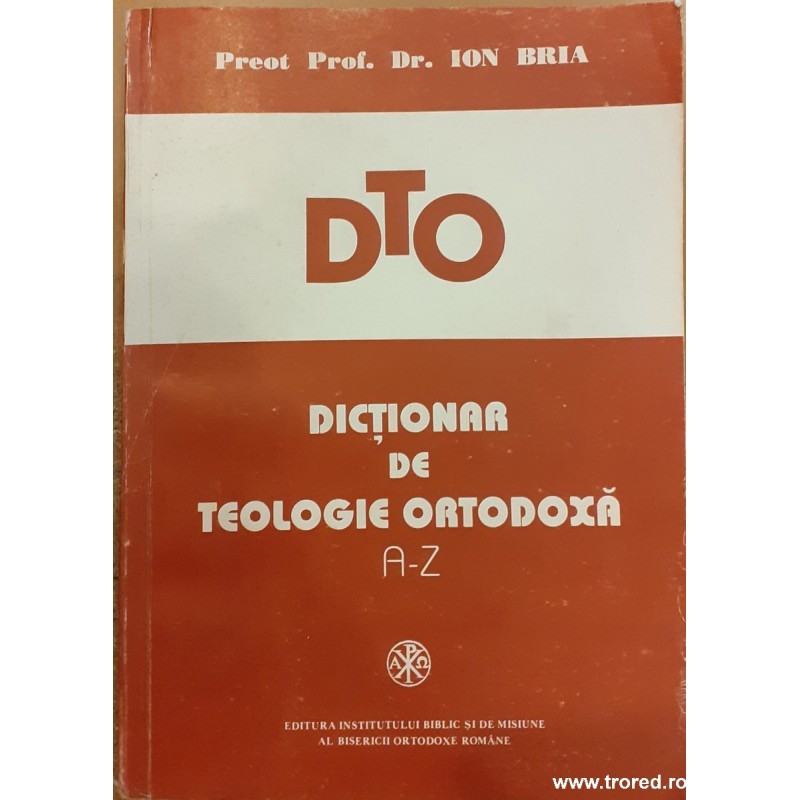 Preot Prof. Dr. ION BRIA
DTO
DICȚIONAR
DE
TEOLOGIE ORTODOXĂ
A-Z
A P Ω
EDITURA INSTITUTULUI BIBLIC ȘI DE MISIUNE
AL BISERICII ORTODOXE ROMÂNE
www.trored.ro